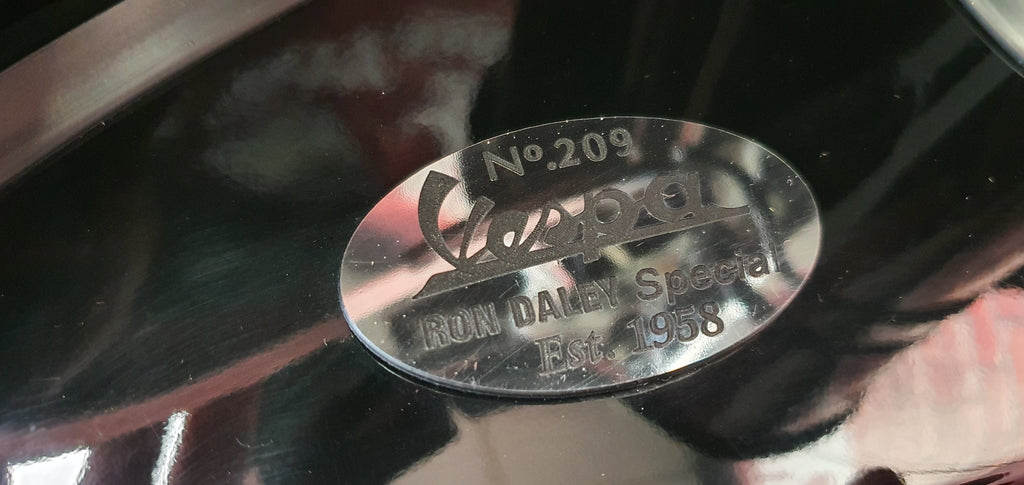 No.209
Vespa
RON DALEY Special
Est. 1958